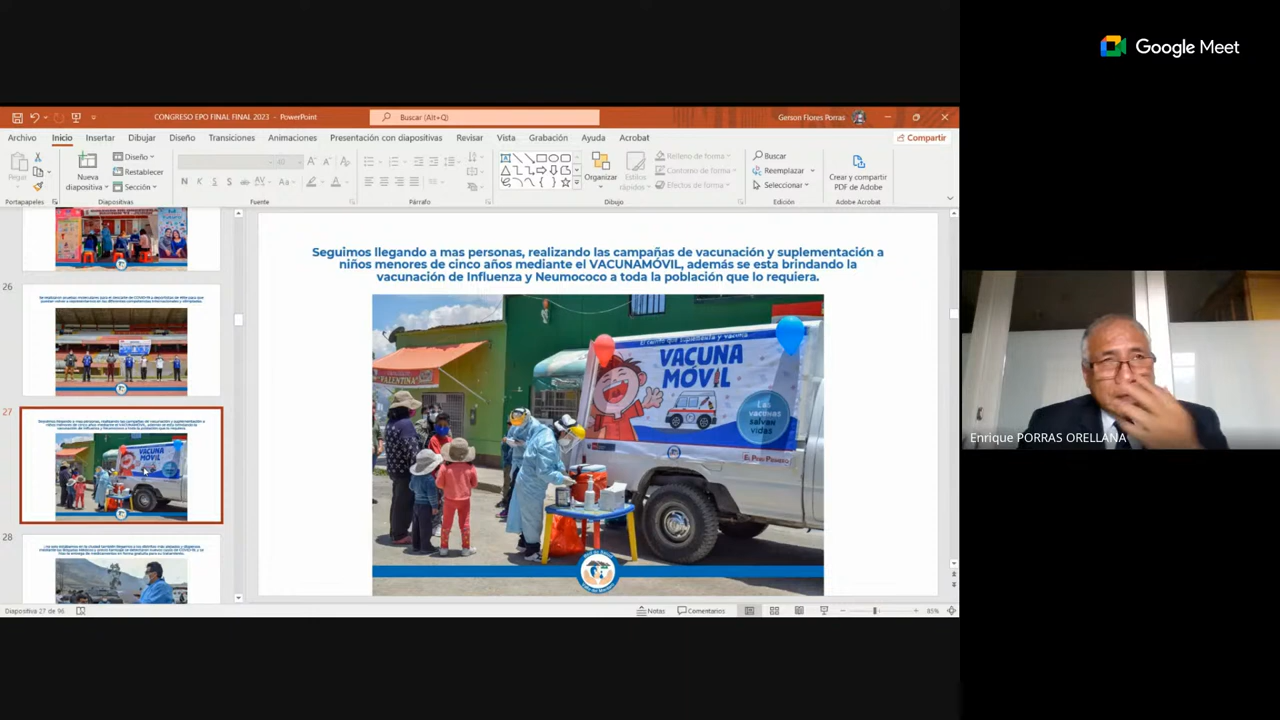 Google Meet
CONGRESO EPO FINAL FINAL 2023 - PowerPoint
Buscar (Alt+Q)
Gerson Flores Porras
Archivo Inicio Insertar Dibujar Diseño Transiciones Animaciones Presentación con diapositivas Revisar Vista Grabación Ayuda Acrobat
Compartir
Pegar
Nueva
diapositiva
Diseño
Restablecer
Sección
N K S
Aa
Organizar
Estilos
rápidos
Relleno de forma
Contorno de forma
Efectos de forma
Buscar
Reemplazar
Seleccionar
Crear y compartir
PDF de Adobe
Portapapeles Diapositivas Fuente Párrafo Dibujo Edición Adobe Acrobat
26
27
28
Seguimos llegando a mas personas, realizando las campañas de vacunación y suplementación a
niños menores de cinco años mediante el VACUNAMÓVIL, además se esta brindando la
vacunación de Influenza y Neumococo a toda la población que lo requiera.
VALENTINA
VACUNA
MÓVIL
Las
vacunas
salvan
vidas
El Perú Primero
Enrique PORRAS ORELLANA
Diapositiva 27 de 96
Notas
Comentarios
85%